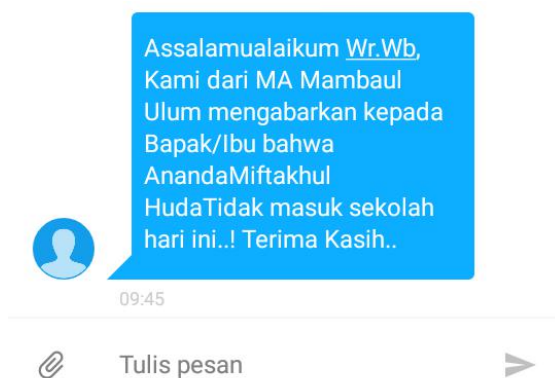 Assalamualaikum Wr.Wb,
Kami dari MA Mambaul
Ulum mengabarkan kepada
Bapak/Ibu bahwa
AnandaMiftakhul
HudaTidak masuk sekolah
hari ini..! Terima Kasih..
09:45
Tulis pesan